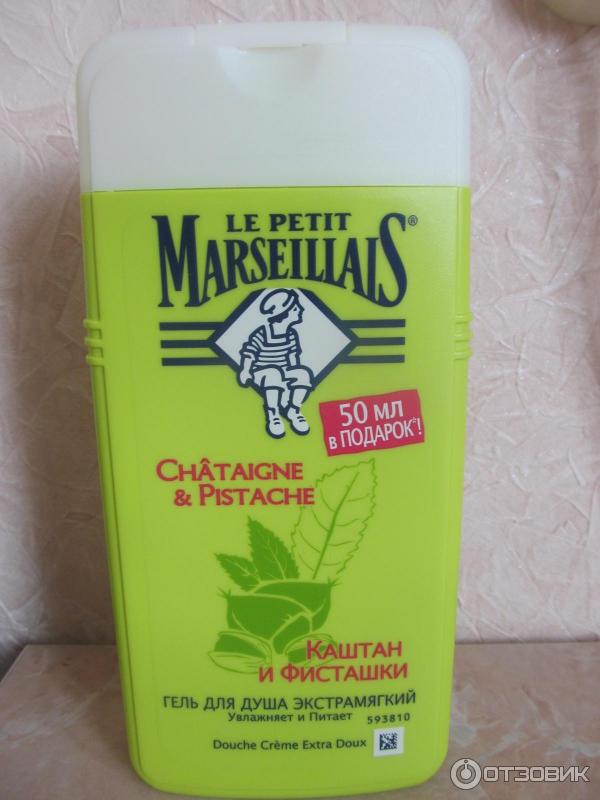 LE PETIT
MARSEILLAIS®
50 МЛ
В ПОДАРОК*!
CHÂTAIGNE
& PISTACHE
КАШТАН
И ФИСТАШКИ
ГЕЛЬ ДЛЯ ДУША ЭКСТРАМЯГКИЙ
Увлажняет и Питает 593810
Douche Crème Extra Doux
ОТЗОВИК